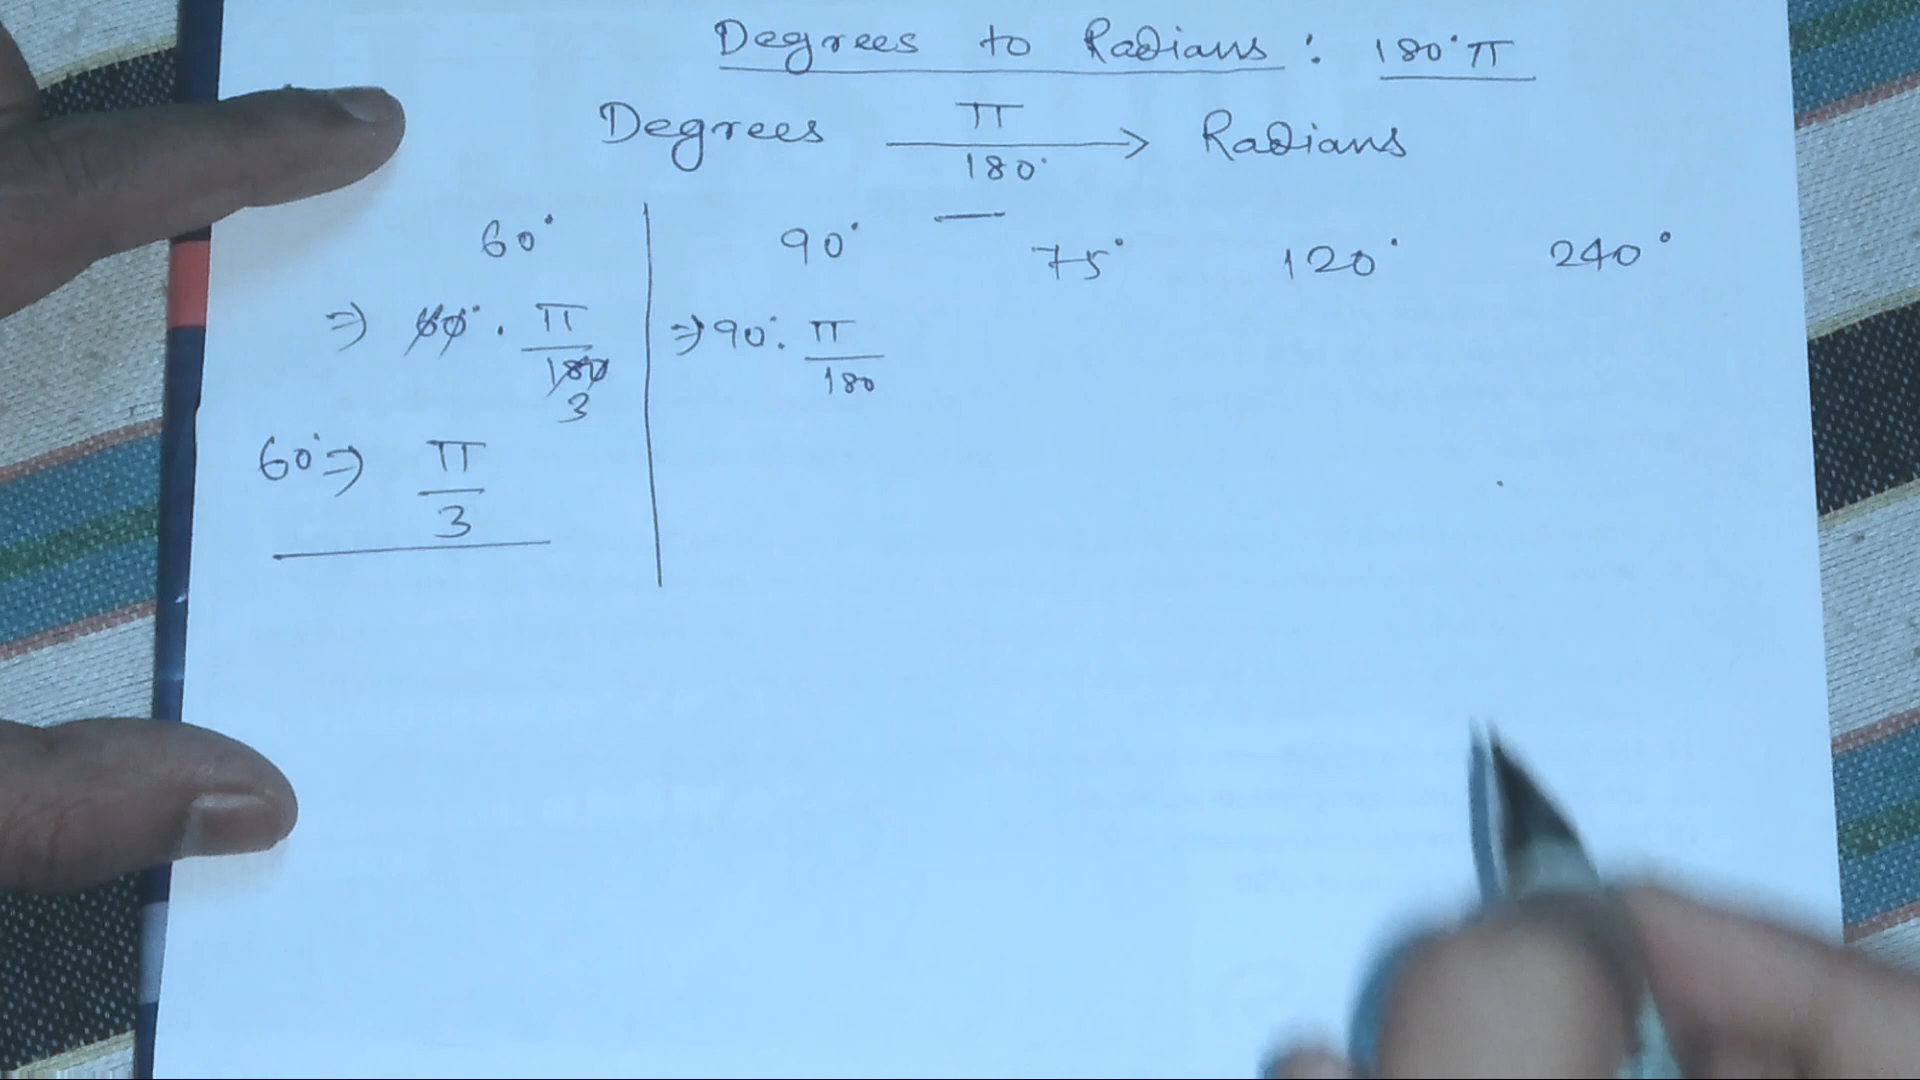 Degrees to Radians : 180° π
Degrees π/180° → Radians
60° 90° 75° 120° 240°
⇒ 60° . π/180 3
⇒ 90° . π/180
60° ⇒ π/3